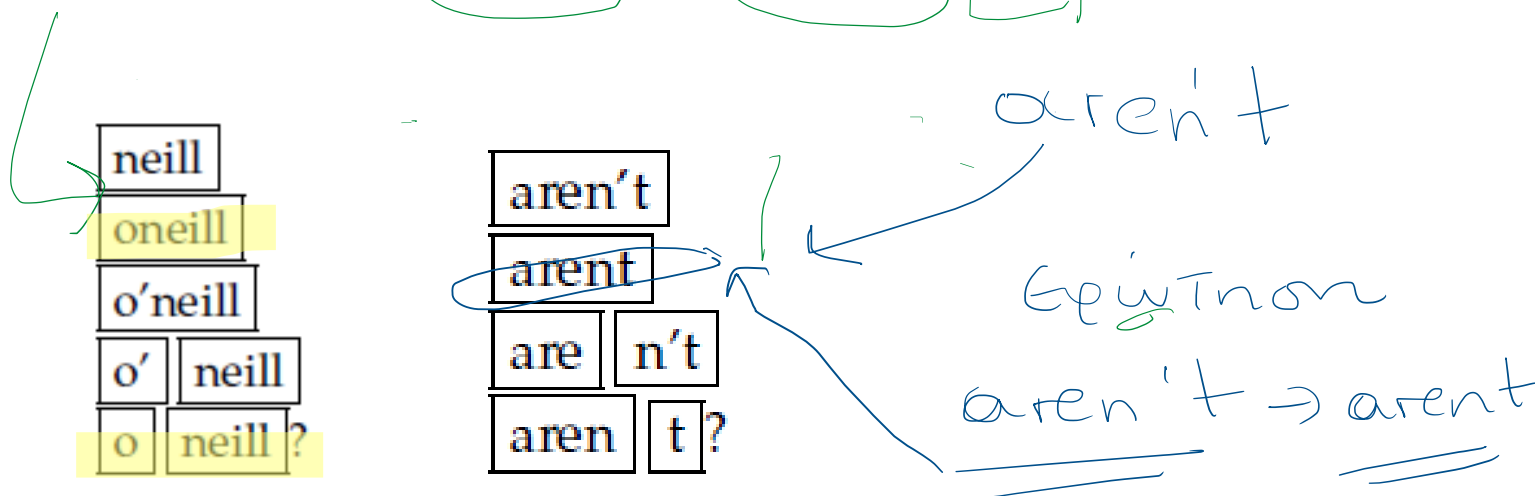 neill
oneill
o'neill
o' neill
o neill ?
aren't
arent
are n't
aren t ?
aren't
Ερώτηση
aren't → arent